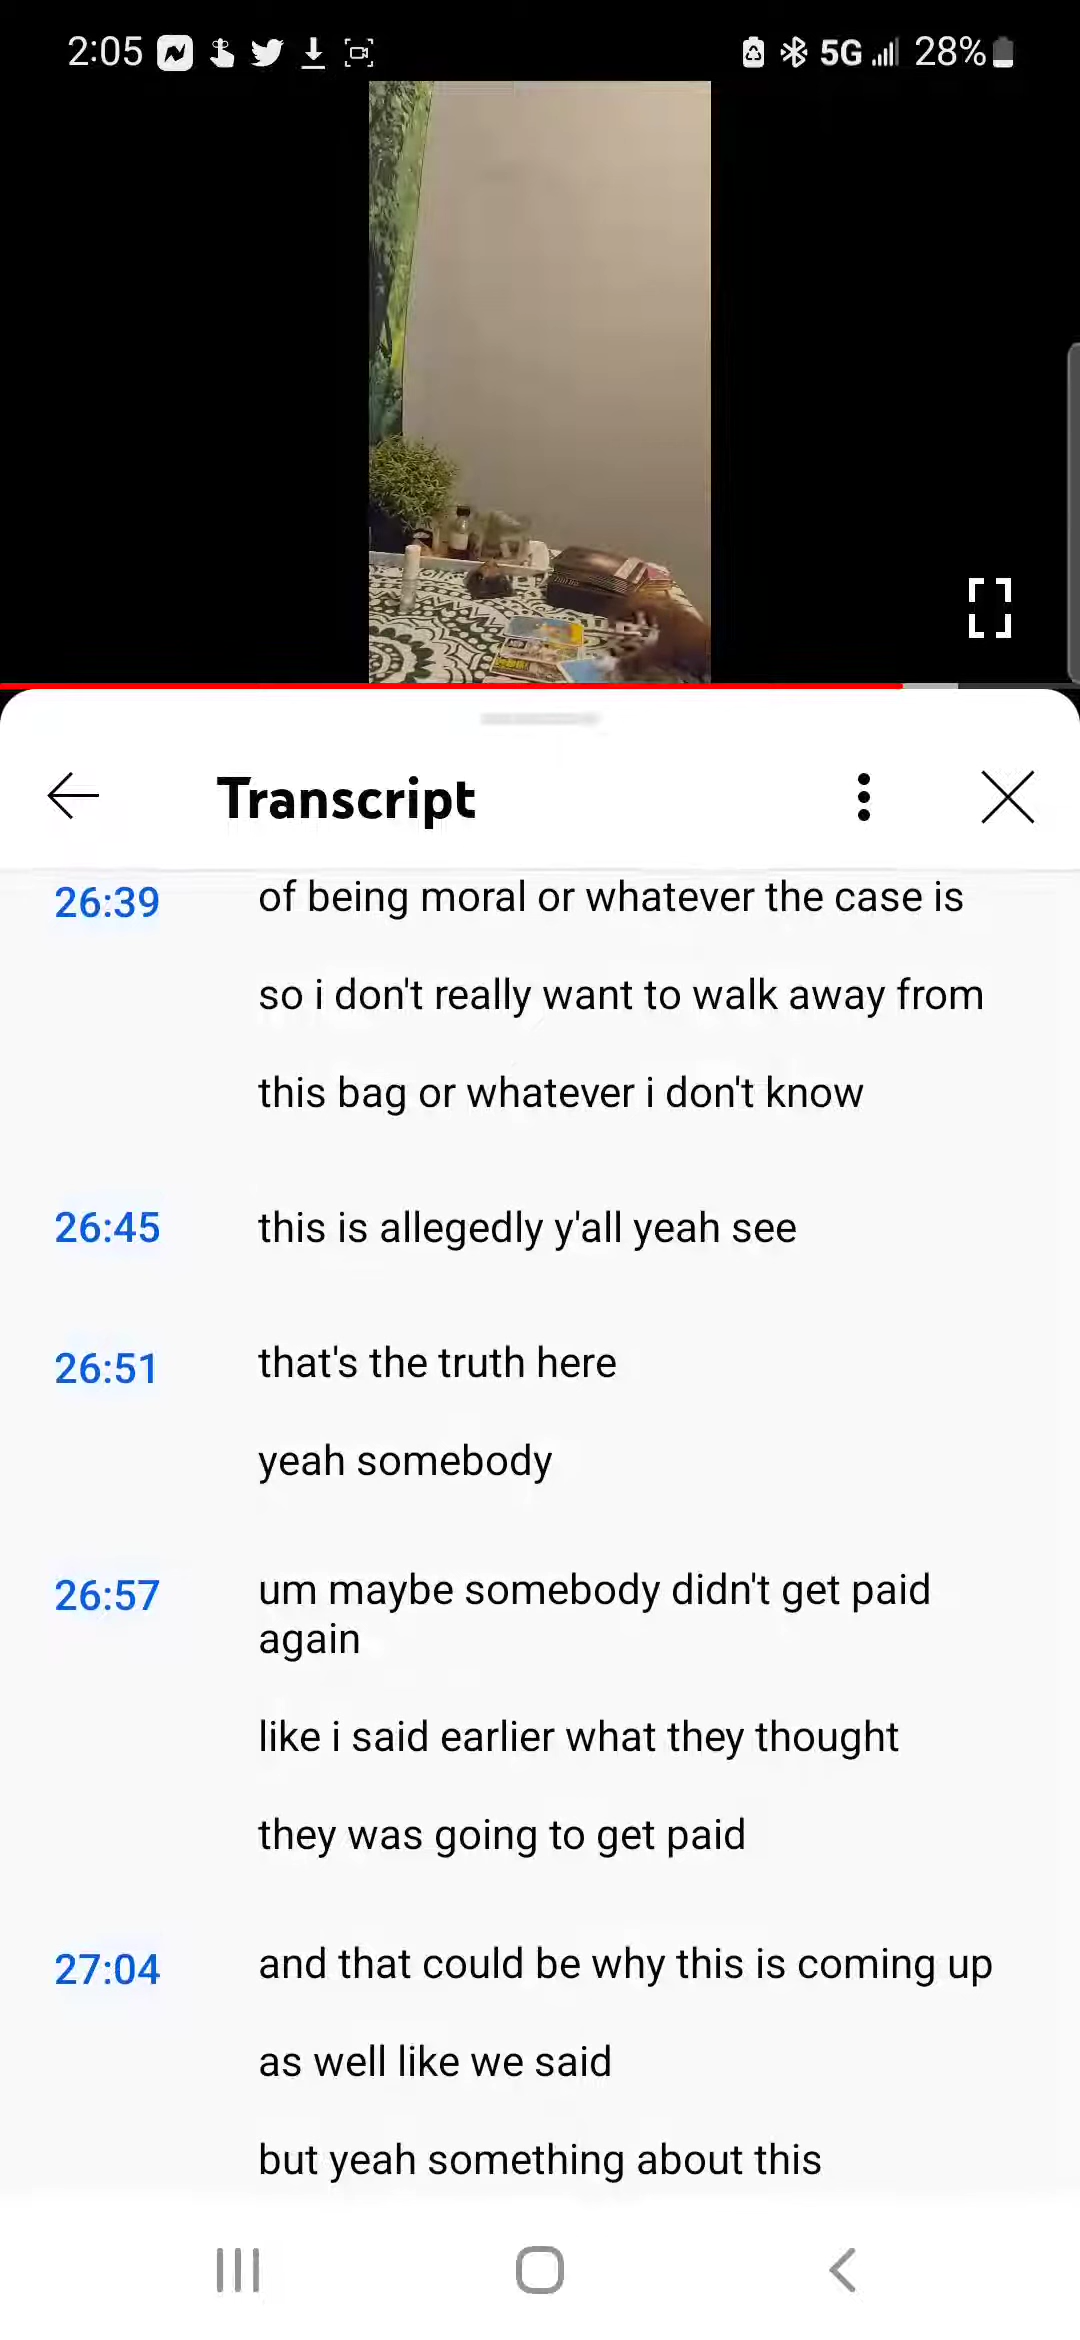 2:05 5G 28%
Transcript
26:39 of being moral or whatever the case is
so i don't really want to walk away from
this bag or whatever i don't know
26:45 this is allegedly y'all yeah see
26:51 that's the truth here
yeah somebody
26:57 um maybe somebody didn't get paid
again
like i said earlier what they thought
they was going to get paid
27:04 and that could be why this is coming up
as well like we said
but yeah something about this